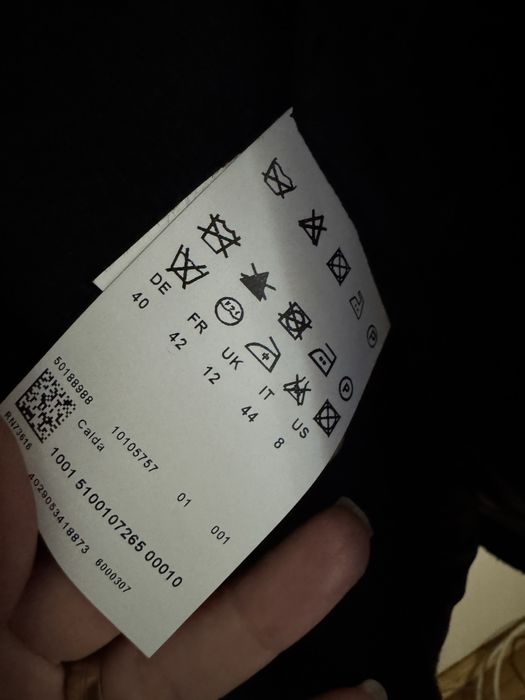 DE FR UK IT US
40 42 12 44 8
50188988
Calda 10105757 01 001
RN73616
1001 5100107265 00010
4029053418873 6000307